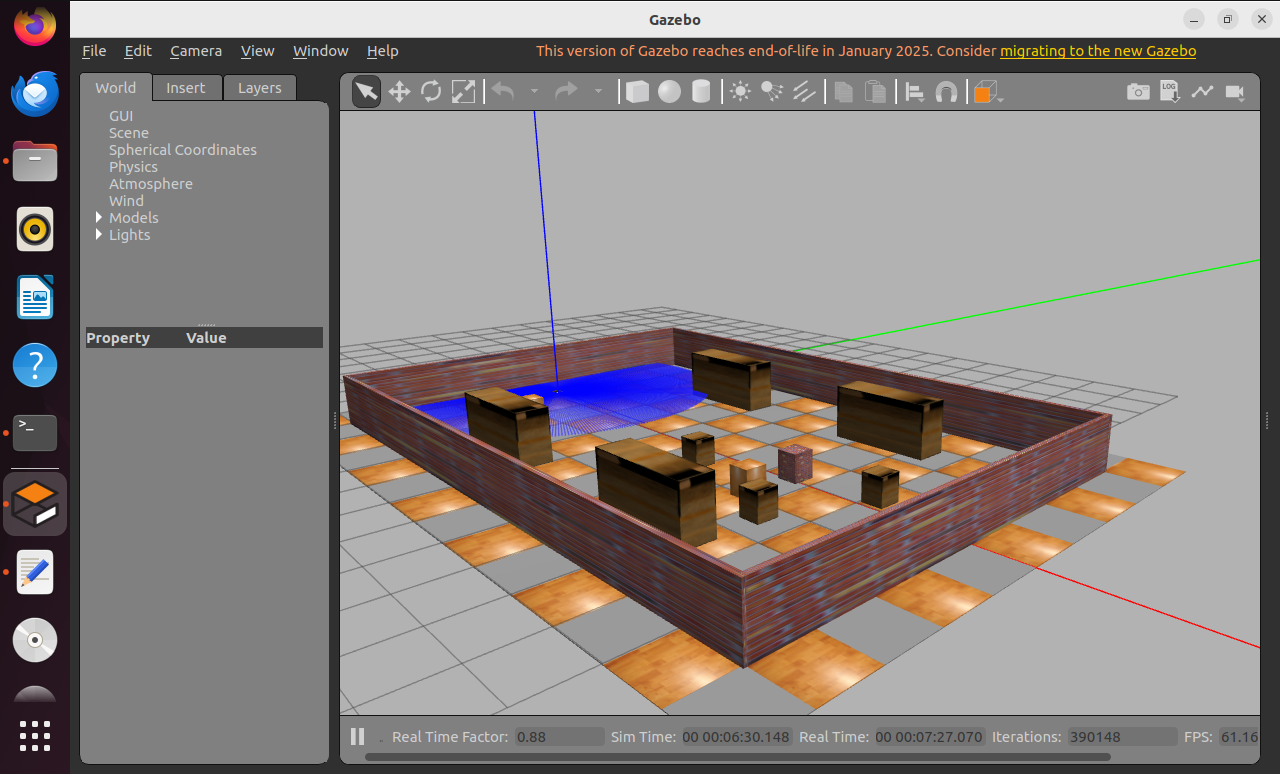 Gazebo
File Edit Camera View Window Help
This version of Gazebo reaches end-of-life in January 2025. Consider migrating to the new Gazebo
World Insert Layers
LOG
GUI
Scene
Spherical Coordinates
Physics
Atmosphere
Wind
Models
Lights
Property Value
?
>_
Real Time Factor: 0.88 Sim Time: 00 00:06:30.148 Real Time: 00 00:07:27.070 Iterations: 390148 FPS: 61.16